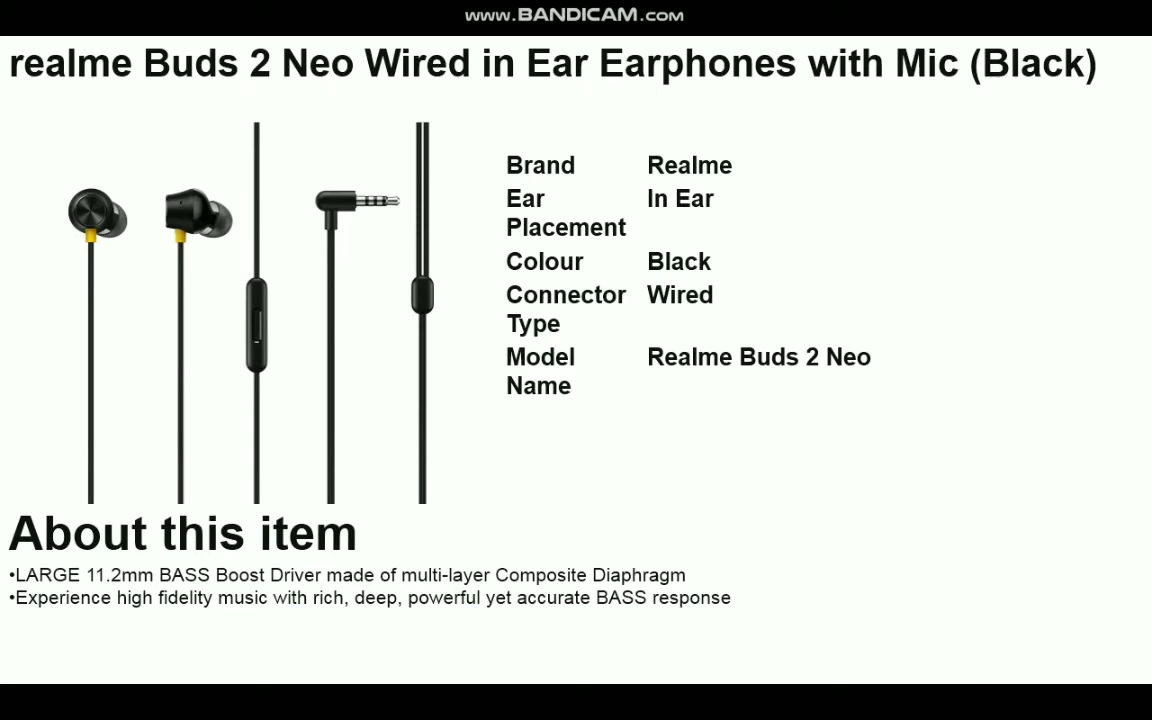 www.BANDICAM.com
realme Buds 2 Neo Wired in Ear Earphones with Mic (Black)
Brand Realme
Ear In Ear
Placement
Colour Black
Connector Wired
Type
Model Realme Buds 2 Neo
Name
About this item
•LARGE 11.2mm BASS Boost Driver made of multi-layer Composite Diaphragm
•Experience high fidelity music with rich, deep, powerful yet accurate BASS response